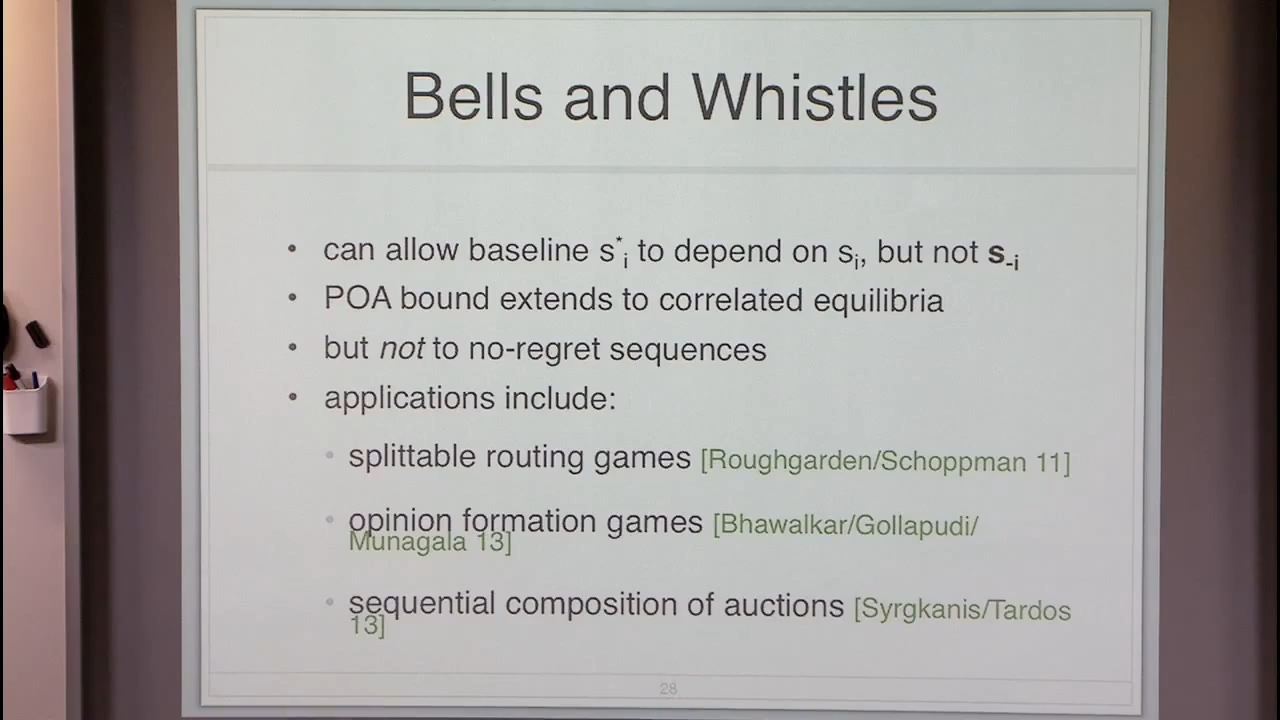 Bells and Whistles
• can allow baseline s*i to depend on si, but not s-i
• POA bound extends to correlated equilibria
• but not to no-regret sequences
• applications include:
• splittable routing games [Roughgarden/Schoppman 11]
• opinion formation games [Bhawalkar/Gollapudi/
Munagala 13]
• sequential composition of auctions [Syrgkanis/Tardos
13]
28